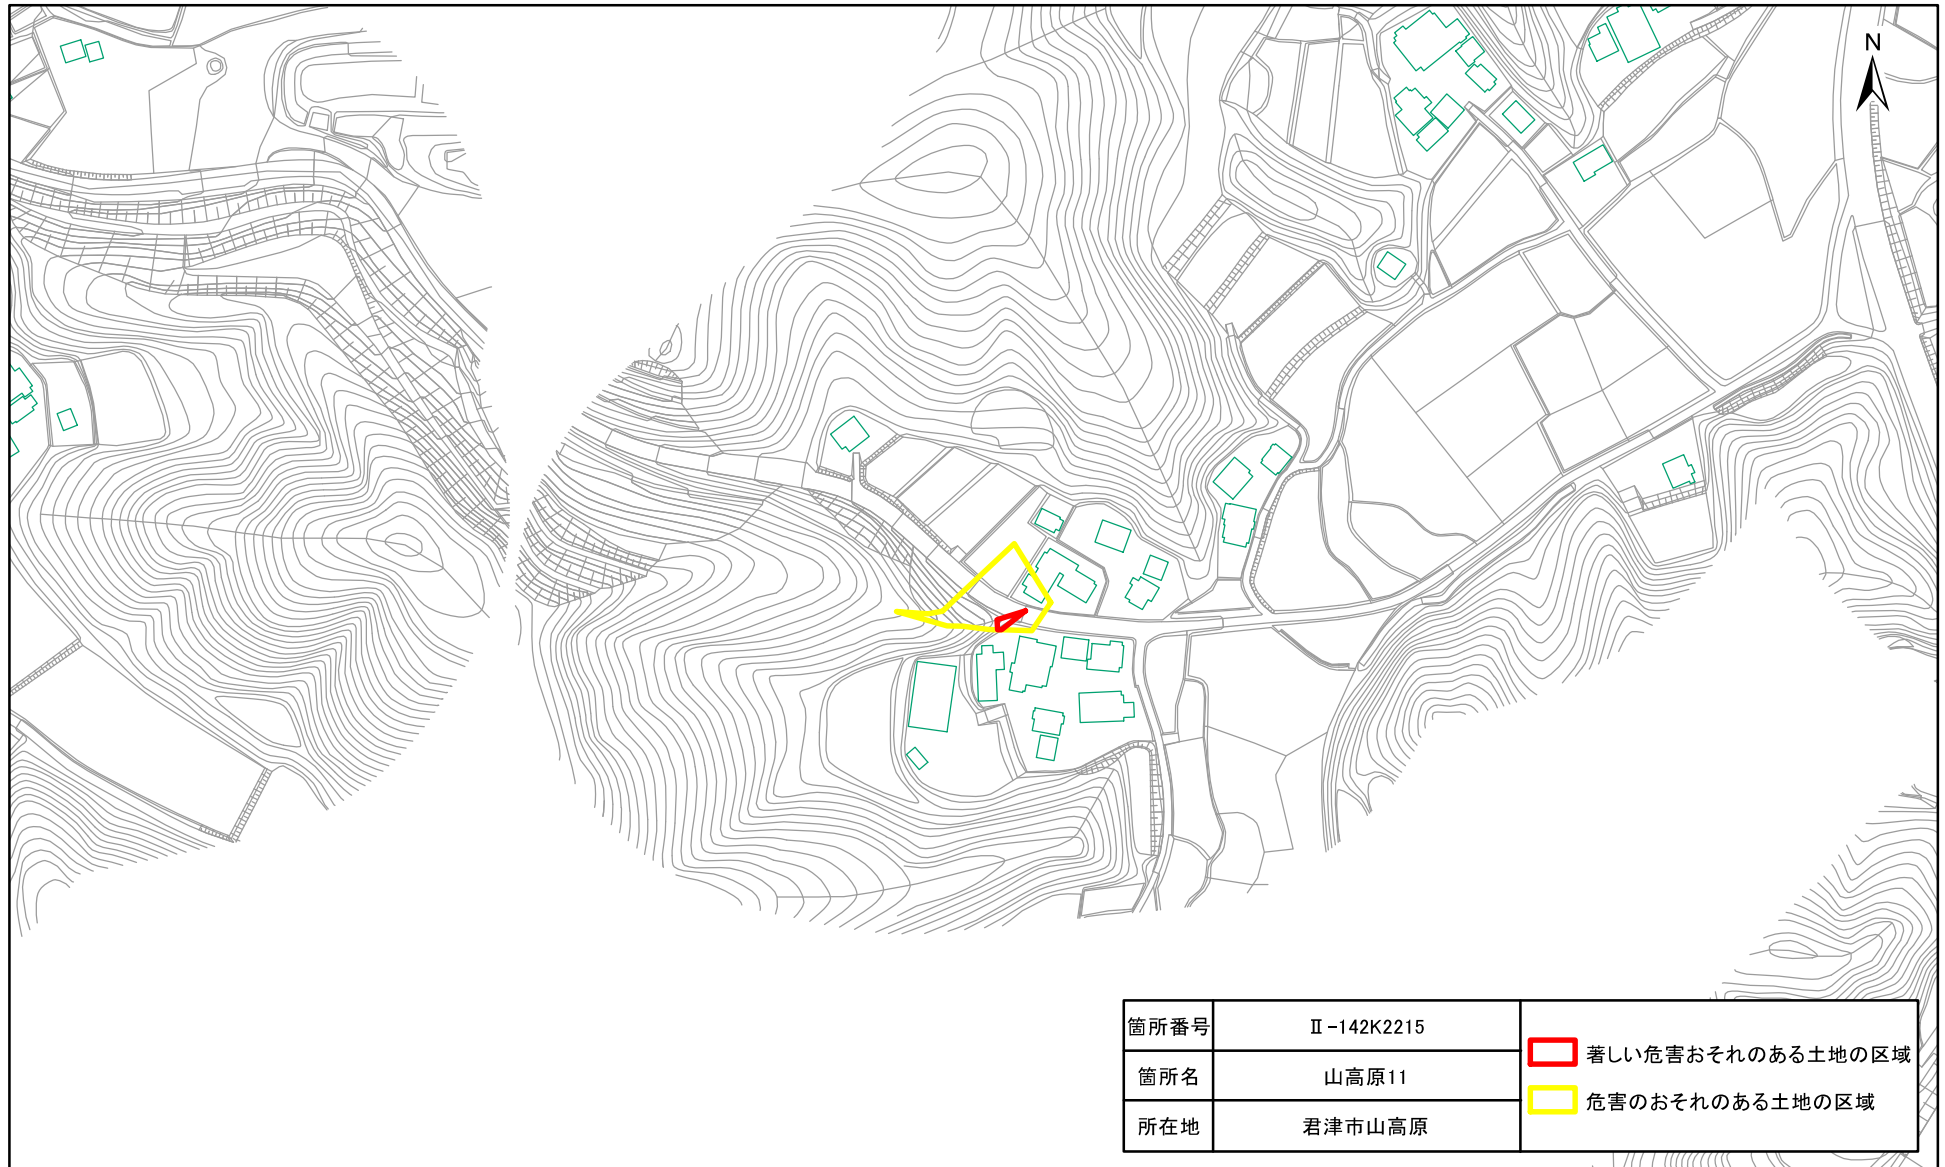 N
箇所番号 Ⅱ-142K2215
箇所名 山高原11
所在地 君津市山高原
著しい危害おそれのある土地の区域
危害のおそれのある土地の区域